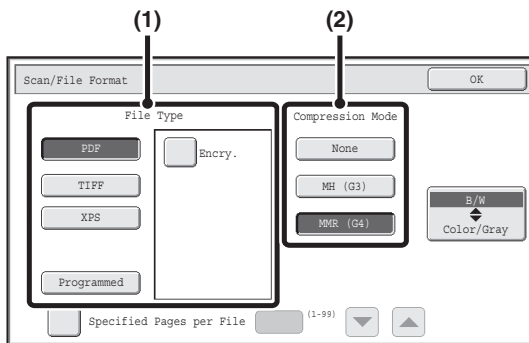 (1) (2)
Scan/File Format OK
File Type Compression Mode
PDF Encry. None
TIFF MH (G3)
XPS MMR (G4) B/W
Color/Gray
Programmed
Specified Pages per File (1-99)